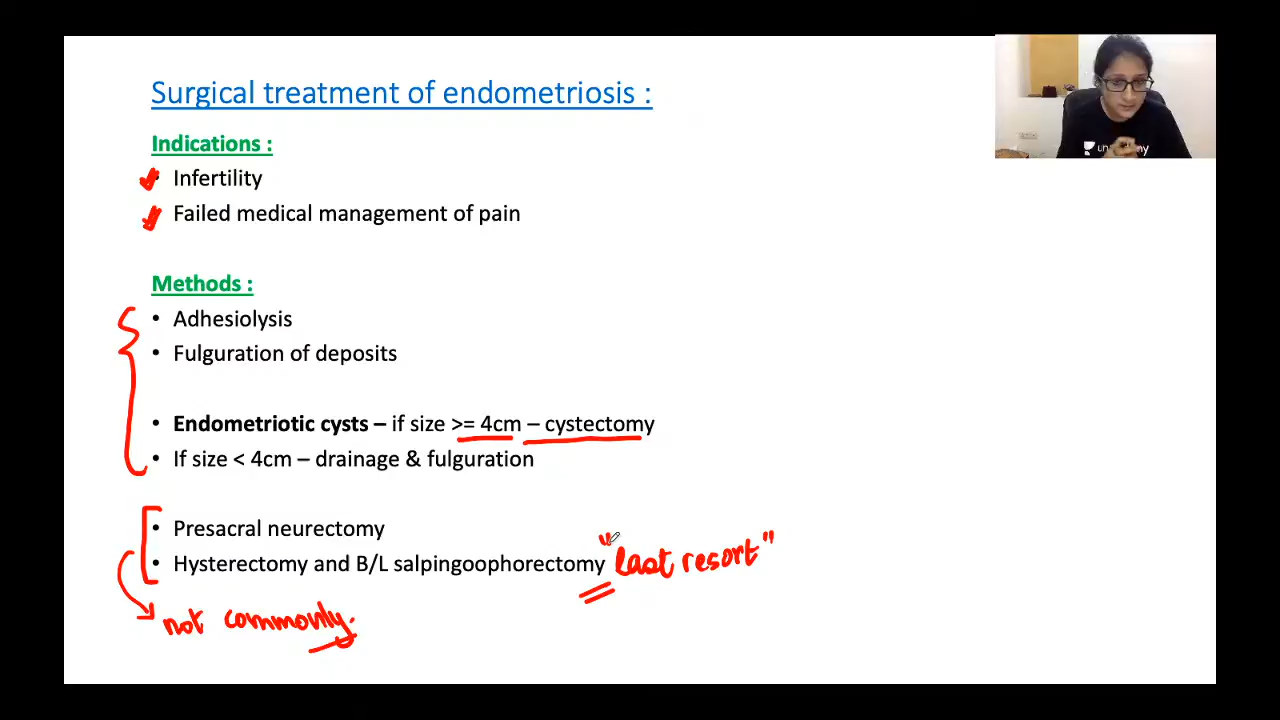 Surgical treatment of endometriosis :
Indications :
• Infertility
• Failed medical management of pain
Methods :
• Adhesiolysis
• Fulguration of deposits
• Endometriotic cysts – if size >= 4cm – cystectomy
• If size < 4cm – drainage & fulguration
• Presacral neurectomy
• Hysterectomy and B/L salpingoophorectomy "last resort"
not commonly.